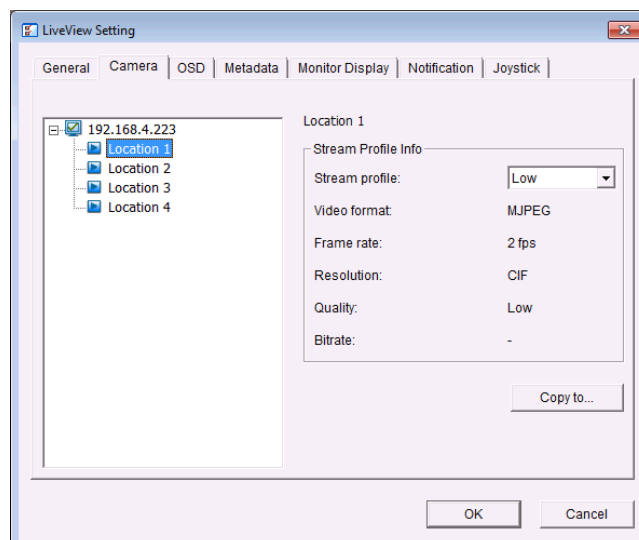 LiveView Setting
General Camera OSD Metadata Monitor Display Notification Joystick
192.168.4.223
Location 1
Location 2
Location 3
Location 4
Location 1
Stream Profile Info
Stream profile: Low
Video format: MJPEG
Frame rate: 2 fps
Resolution: CIF
Quality: Low
Bitrate: -
Copy to...
OK Cancel